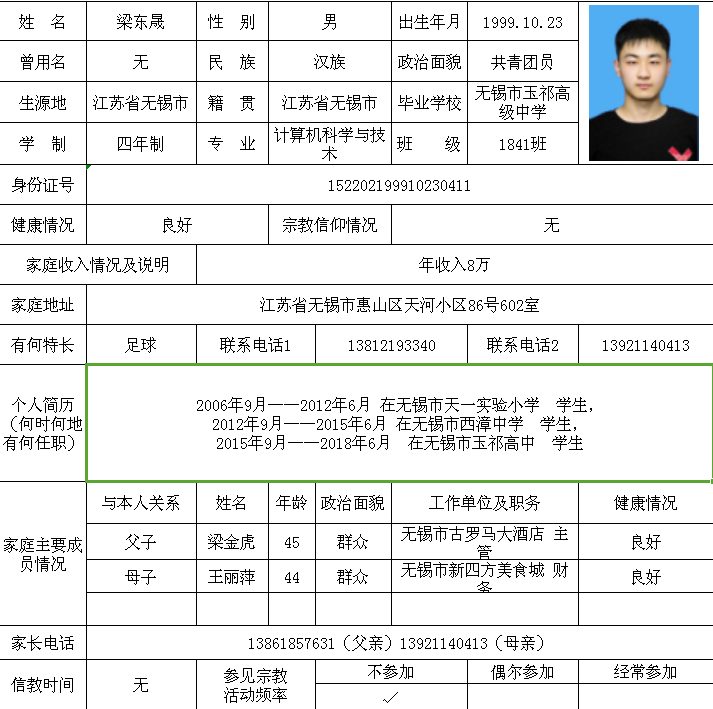 姓 名 梁东晟 性 别 男 出生年月 1999.10.23
曾用名 无 民 族 汉族 政治面貌 共青团员
生源地 江苏省无锡市 籍 贯 江苏省无锡市 毕业学校 无锡市玉祁高
级中学
学 制 四年制 专 业 计算机科学与技
术
班 级 1841班
身份证号 152202199910230411
健康情况 良好 宗教信仰情况 无
家庭收入情况及说明 年收入8万
家庭地址 江苏省无锡市惠山区天河小区86号602室
有何特长 足球 联系电话1 13812193340 联系电话2 13921140413
个人简历
（何时何地
有何任职）
2006年9月——2012年6月 在无锡市天一实验小学 学生，
2012年9月——2015年6月 在无锡市西漳中学 学生，
2015年9月——2018年6月 在无锡市玉祁高中 学生
家庭主要成
员情况
与本人关系 姓名 年龄 政治面貌 工作单位及职务 健康情况
父子 梁金虎 45 群众 无锡市古罗马大酒店 主
管
良好
母子 王丽萍 44 群众 无锡市新四方美食城 财
务
良好
家长电话 13861857631（父亲）13921140413（母亲）
信教时间 无 参见宗教
活动频率
不参加 偶尔参加 经常参加
✓